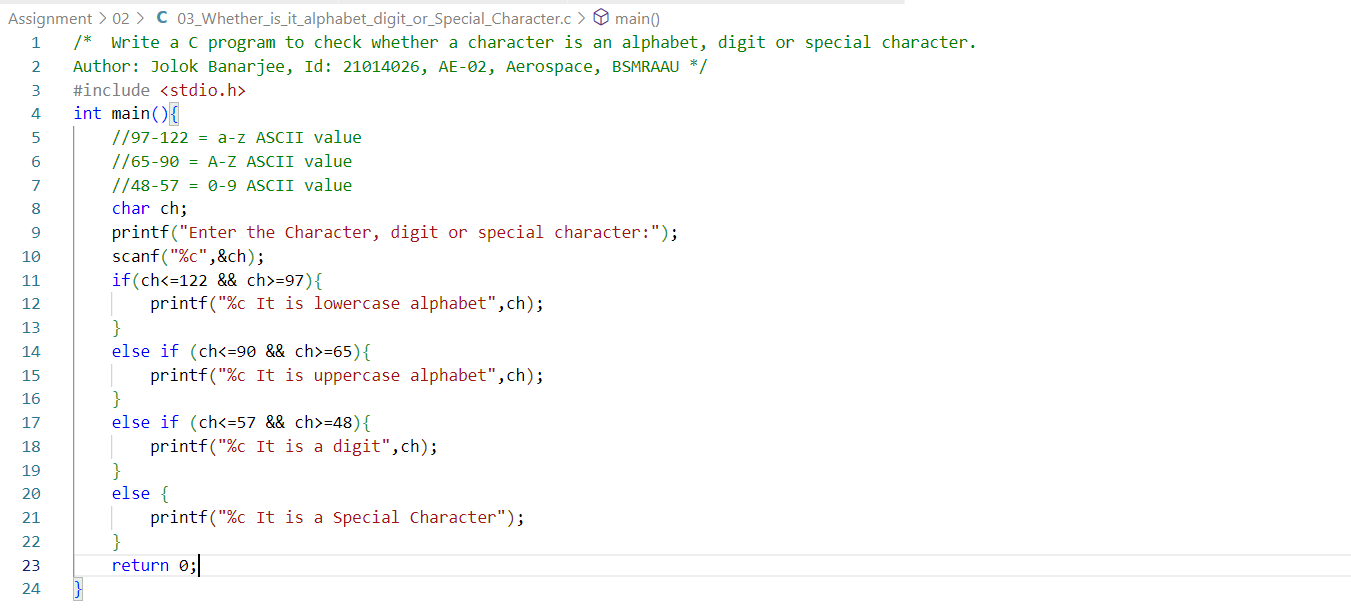 Assignment > 02 > C 03_Whether_is_it_alphabet_digit_or_Special_Character.c > main()
1 /*  Write a C program to check whether a character is an alphabet, digit or special character.
2 Author: Jolok Banarjee, Id: 21014026, AE-02, Aerospace, BSMRAAU */
3 #include <stdio.h>
4 int main(){
5     //97-122 = a-z ASCII value
6     //65-90 = A-Z ASCII value
7     //48-57 = 0-9 ASCII value
8     char ch;
9     printf("Enter the Character, digit or special character:");
10     scanf("%c",&ch);
11     if(ch<=122 && ch>=97){
12         printf("%c It is lowercase alphabet",ch);
13     }
14     else if (ch<=90 && ch>=65){
15         printf("%c It is uppercase alphabet",ch);
16     }
17     else if (ch<=57 && ch>=48){
18         printf("%c It is a digit",ch);
19     }
20     else {
21         printf("%c It is a Special Character");
22     }
23     return 0;
24 }